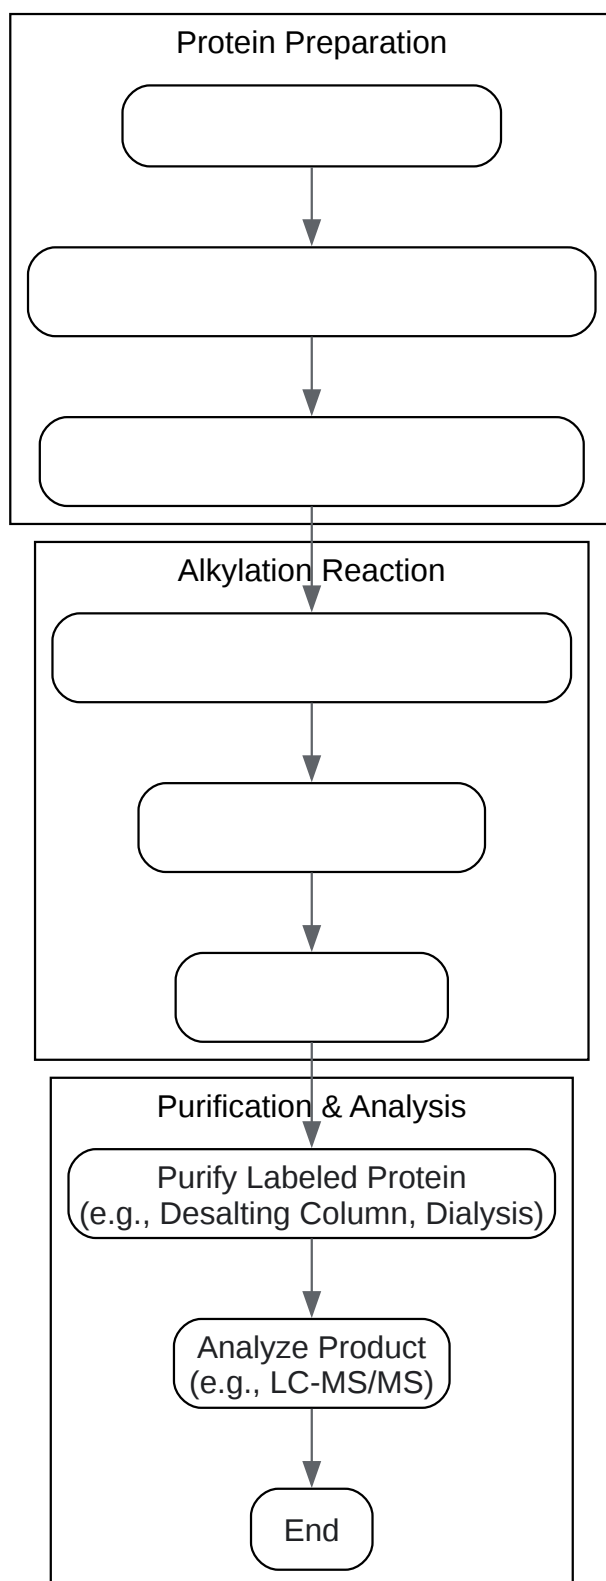 Protein Preparation
Alkylation Reaction
Purification & Analysis
Purify Labeled Protein
(e.g., Desalting Column, Dialysis)
Analyze Product
(e.g., LC-MS/MS)
End